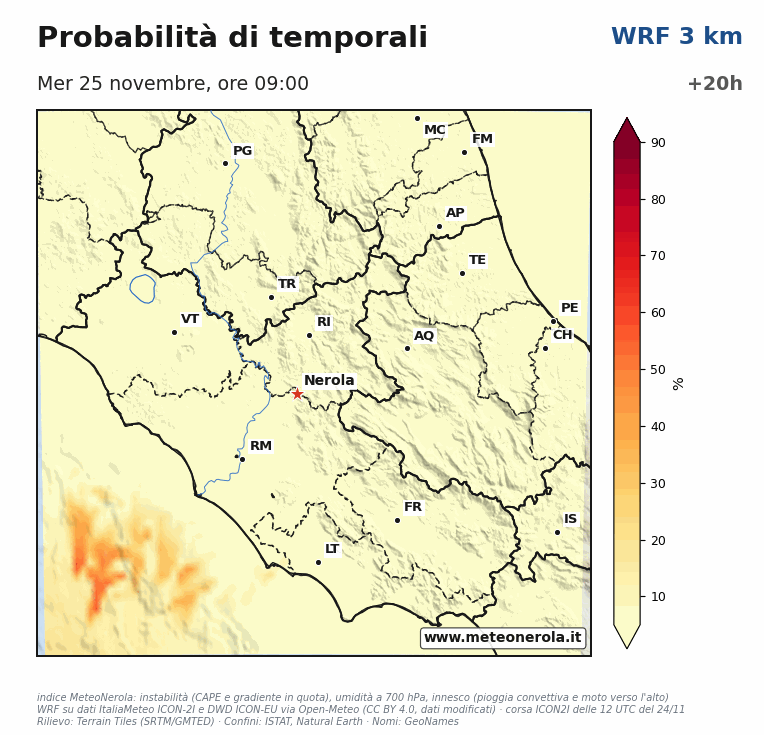 Probabilità di temporali
WRF 3 km
Mer 25 novembre, ore 09:00
+20h
MC
FM
PG
AP
TE
TR
PE
VT
RI
AQ
CH
Nerola
RM
FR
IS
LT
www.meteonerola.it
90
80
70
60
50
40
30
20
10
%
indice MeteoNerola: instabilità (CAPE e gradiente in quota), umidità a 700 hPa, innesco (pioggia convettiva e moto verso l'alto)
WRF su dati ItaliaMeteo ICON-2I e DWD ICON-EU via Open-Meteo (CC BY 4.0, dati modificati) · corsa ICON2I delle 12 UTC del 24/11
Rilievo: Terrain Tiles (SRTM/GMTED) · Confini: ISTAT, Natural Earth · Nomi: GeoNames